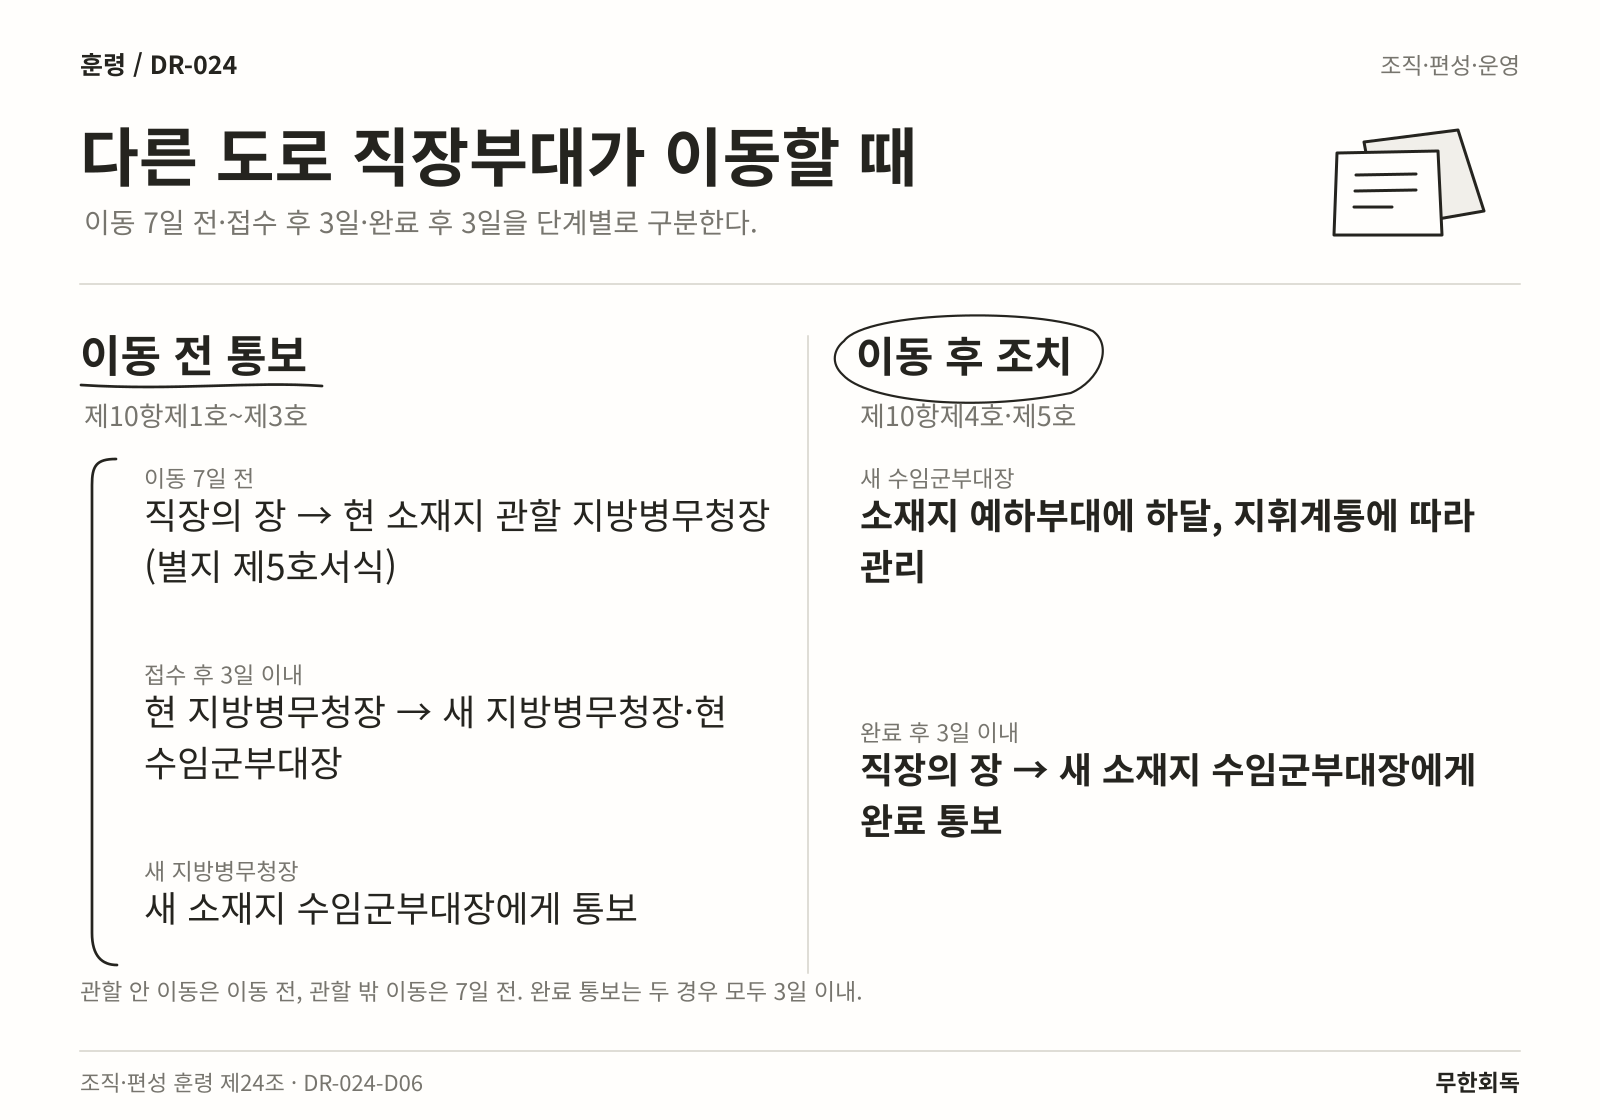 훈령 / DR-024
조직·편성·운영
다른 도로 직장부대가 이동할 때
이동 7일 전·접수 후 3일·완료 후 3일을 단계별로 구분한다.
이동 전 통보
제10항제1호~제3호
이동 7일 전
직장의 장 → 현 소재지 관할 지방병무청장
(별지 제5호서식)
접수 후 3일 이내
현 지방병무청장 → 새 지방병무청장·현
수임군부대장
새 지방병무청장
새 소재지 수임군부대장에게 통보
이동 후 조치
제10항제4호·제5호
새 수임군부대장
소재지 예하부대에 하달, 지휘계통에 따라
관리
완료 후 3일 이내
직장의 장 → 새 소재지 수임군부대장에게
완료 통보
관할 안 이동은 이동 전, 관할 밖 이동은 7일 전. 완료 통보는 두 경우 모두 3일 이내.
조직·편성 훈령 제24조 · DR-024-D06
무한회독